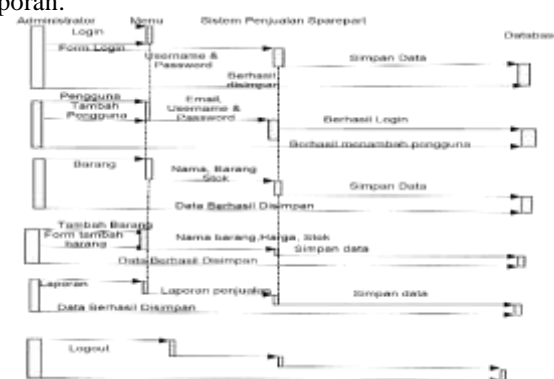 poran.
Administrator Menu Sistem Penjualan Sparepart
Database
Login
Form Login
Username &
Password
Simpan Data
Berhasil
disimpan
Pengguna
Tambah
Pengguna
Email,
Username &
Password
Berhasil Login
Berhasil menambah pengguna
Barang
Nama, Barang
Stok
Simpan Data
Data Berhasil Disimpan
Tambah Barang
Form tambah
barang
Nama barang,Harga, Stok
Simpan data
Data Berhasil Disimpan
Laporan
Laporan penjualan
Simpan data
Data Berhasil Disimpan
Logout